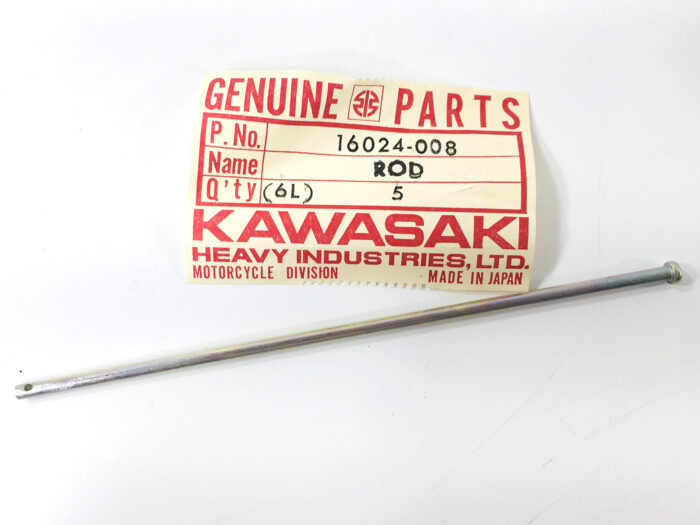 GENUINE PARTS
P. No. 16024-008
Name ROD
Q'ty (6L) 5
KAWASAKI
HEAVY INDUSTRIES, LTD.
MOTORCYCLE DIVISION MADE IN JAPAN